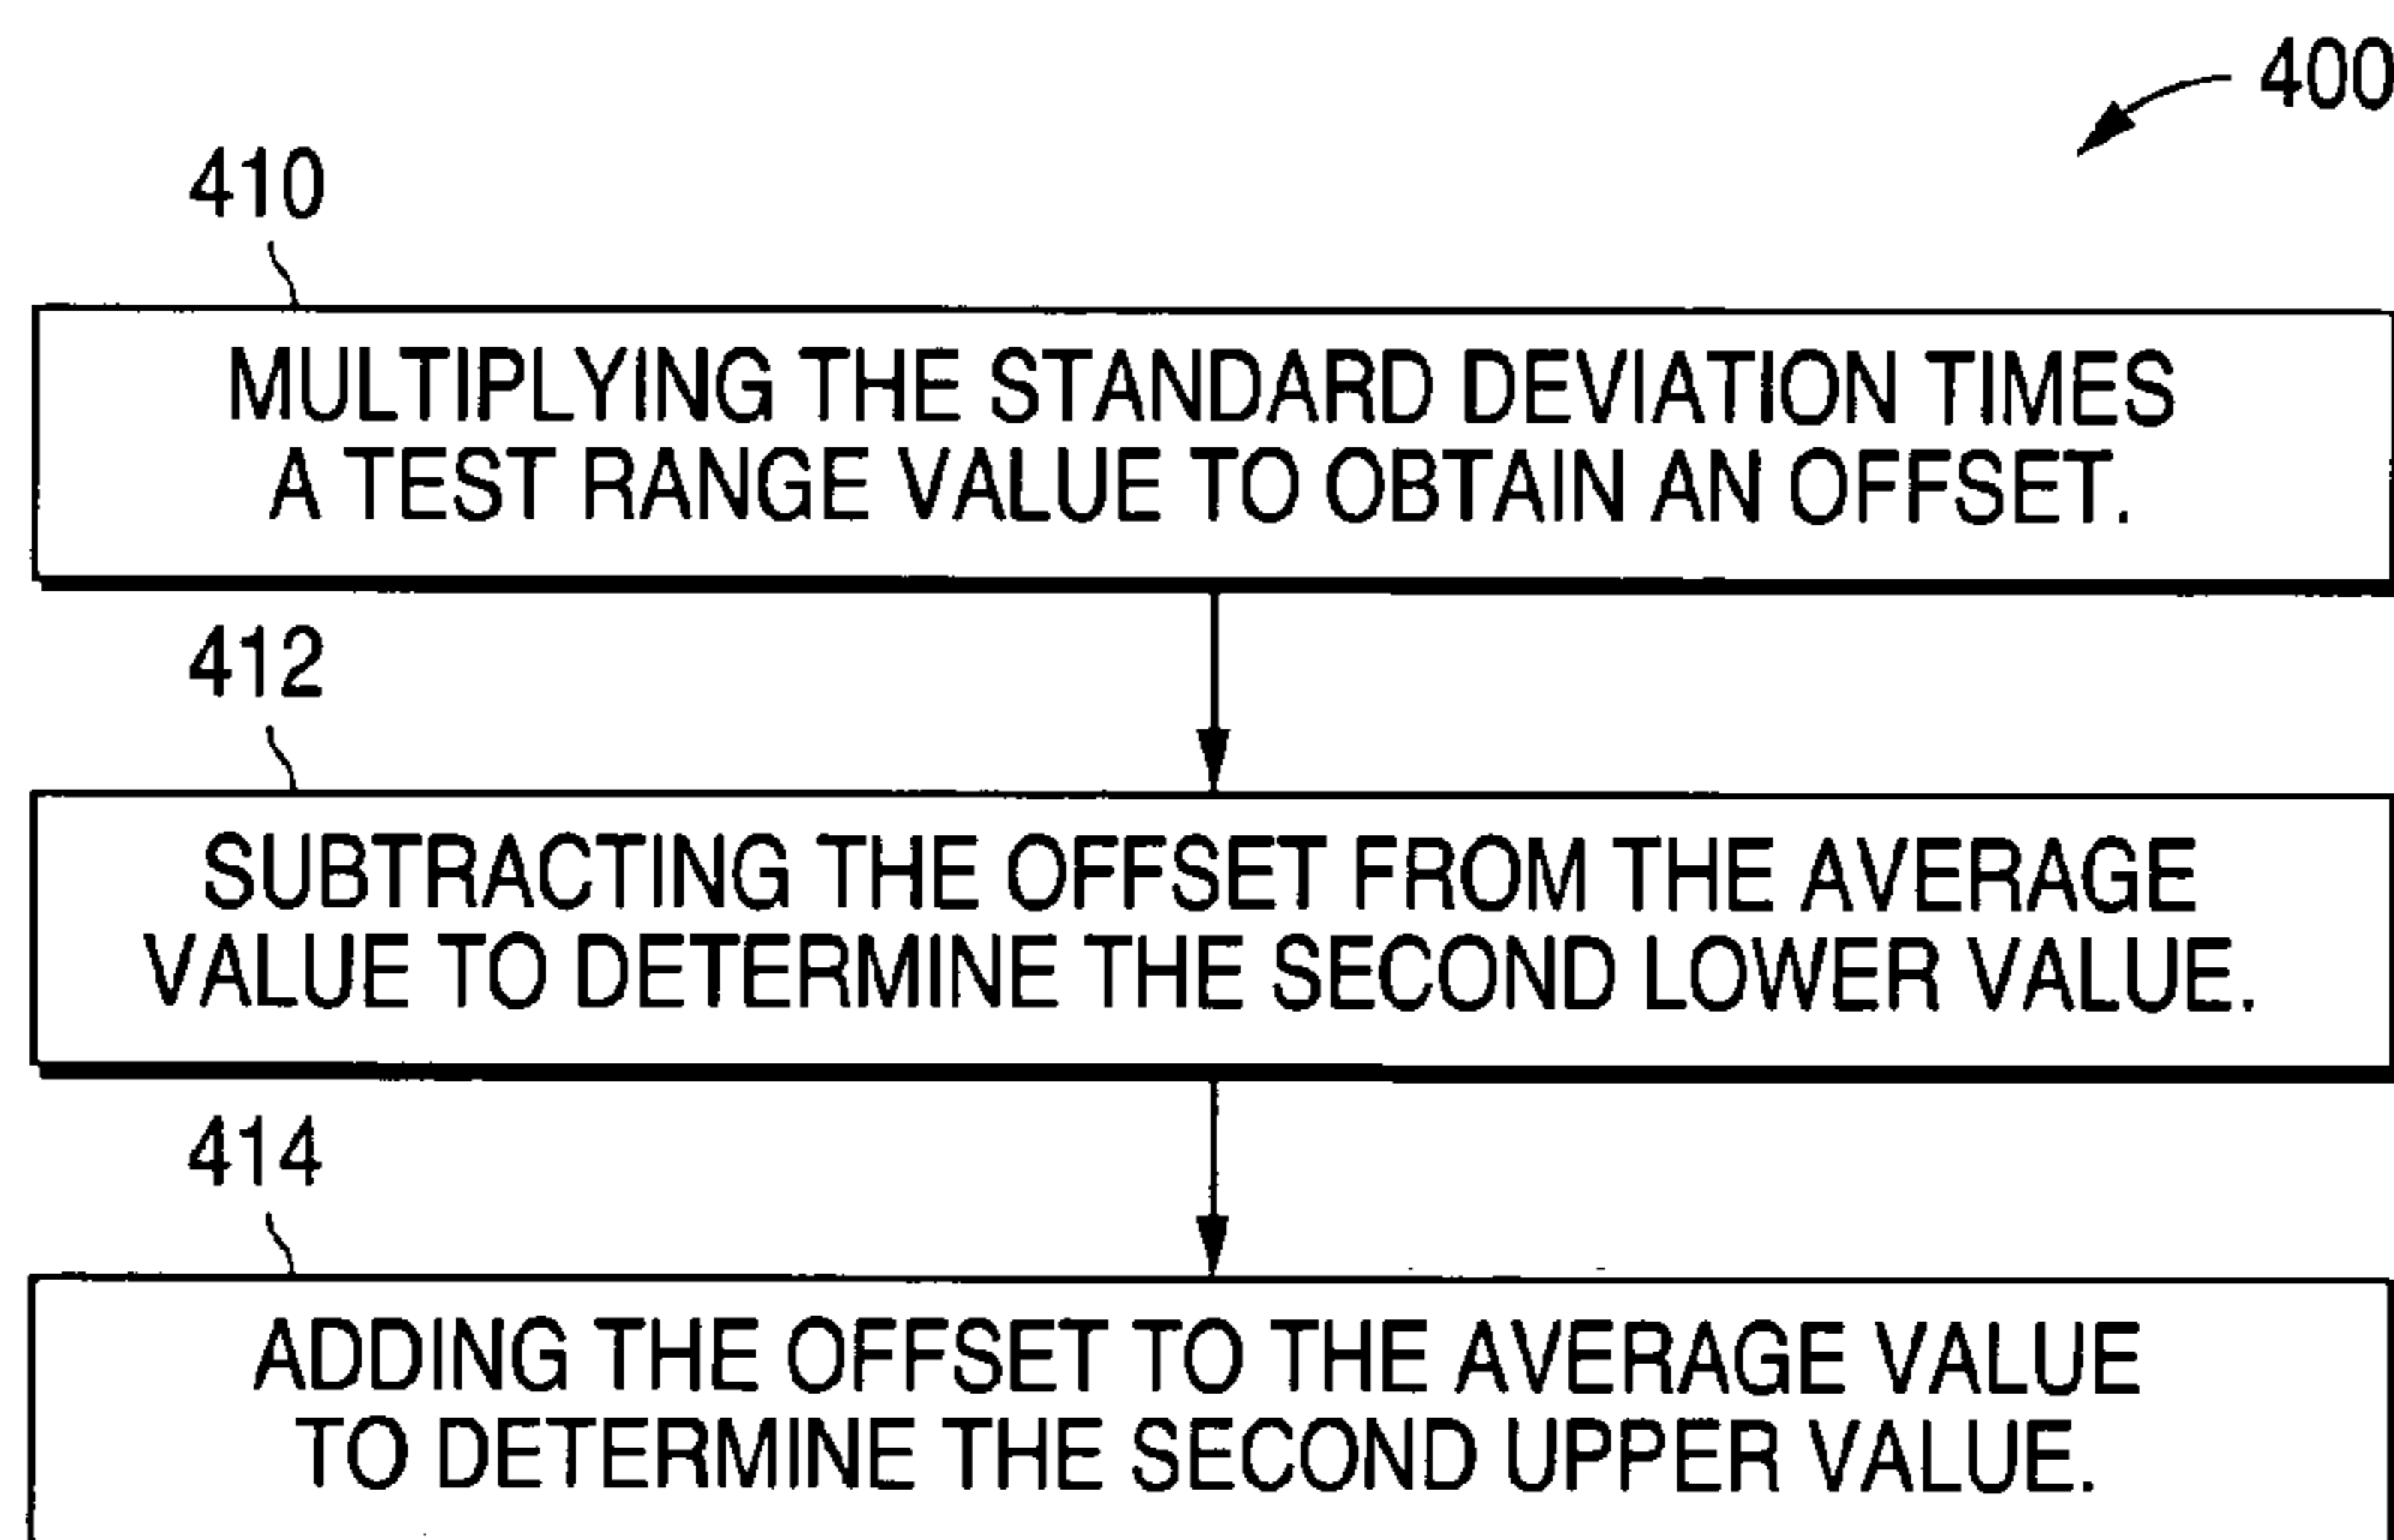 400
410
MULTIPLYING THE STANDARD DEVIATION TIMES
A TEST RANGE VALUE TO OBTAIN AN OFFSET.
412
SUBTRACTING THE OFFSET FROM THE AVERAGE
VALUE TO DETERMINE THE SECOND LOWER VALUE.
414
ADDING THE OFFSET TO THE AVERAGE VALUE
TO DETERMINE THE SECOND UPPER VALUE.